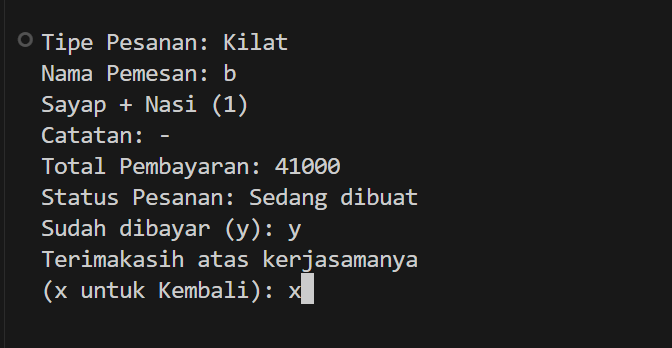 Tipe Pesanan: Kilat
Nama Pemesan: b
Sayap + Nasi (1)
Catatan: -
Total Pembayaran: 41000
Status Pesanan: Sedang dibuat
Sudah dibayar (y): y
Terimakasih atas kerjasamanya
(x untuk Kembali): x